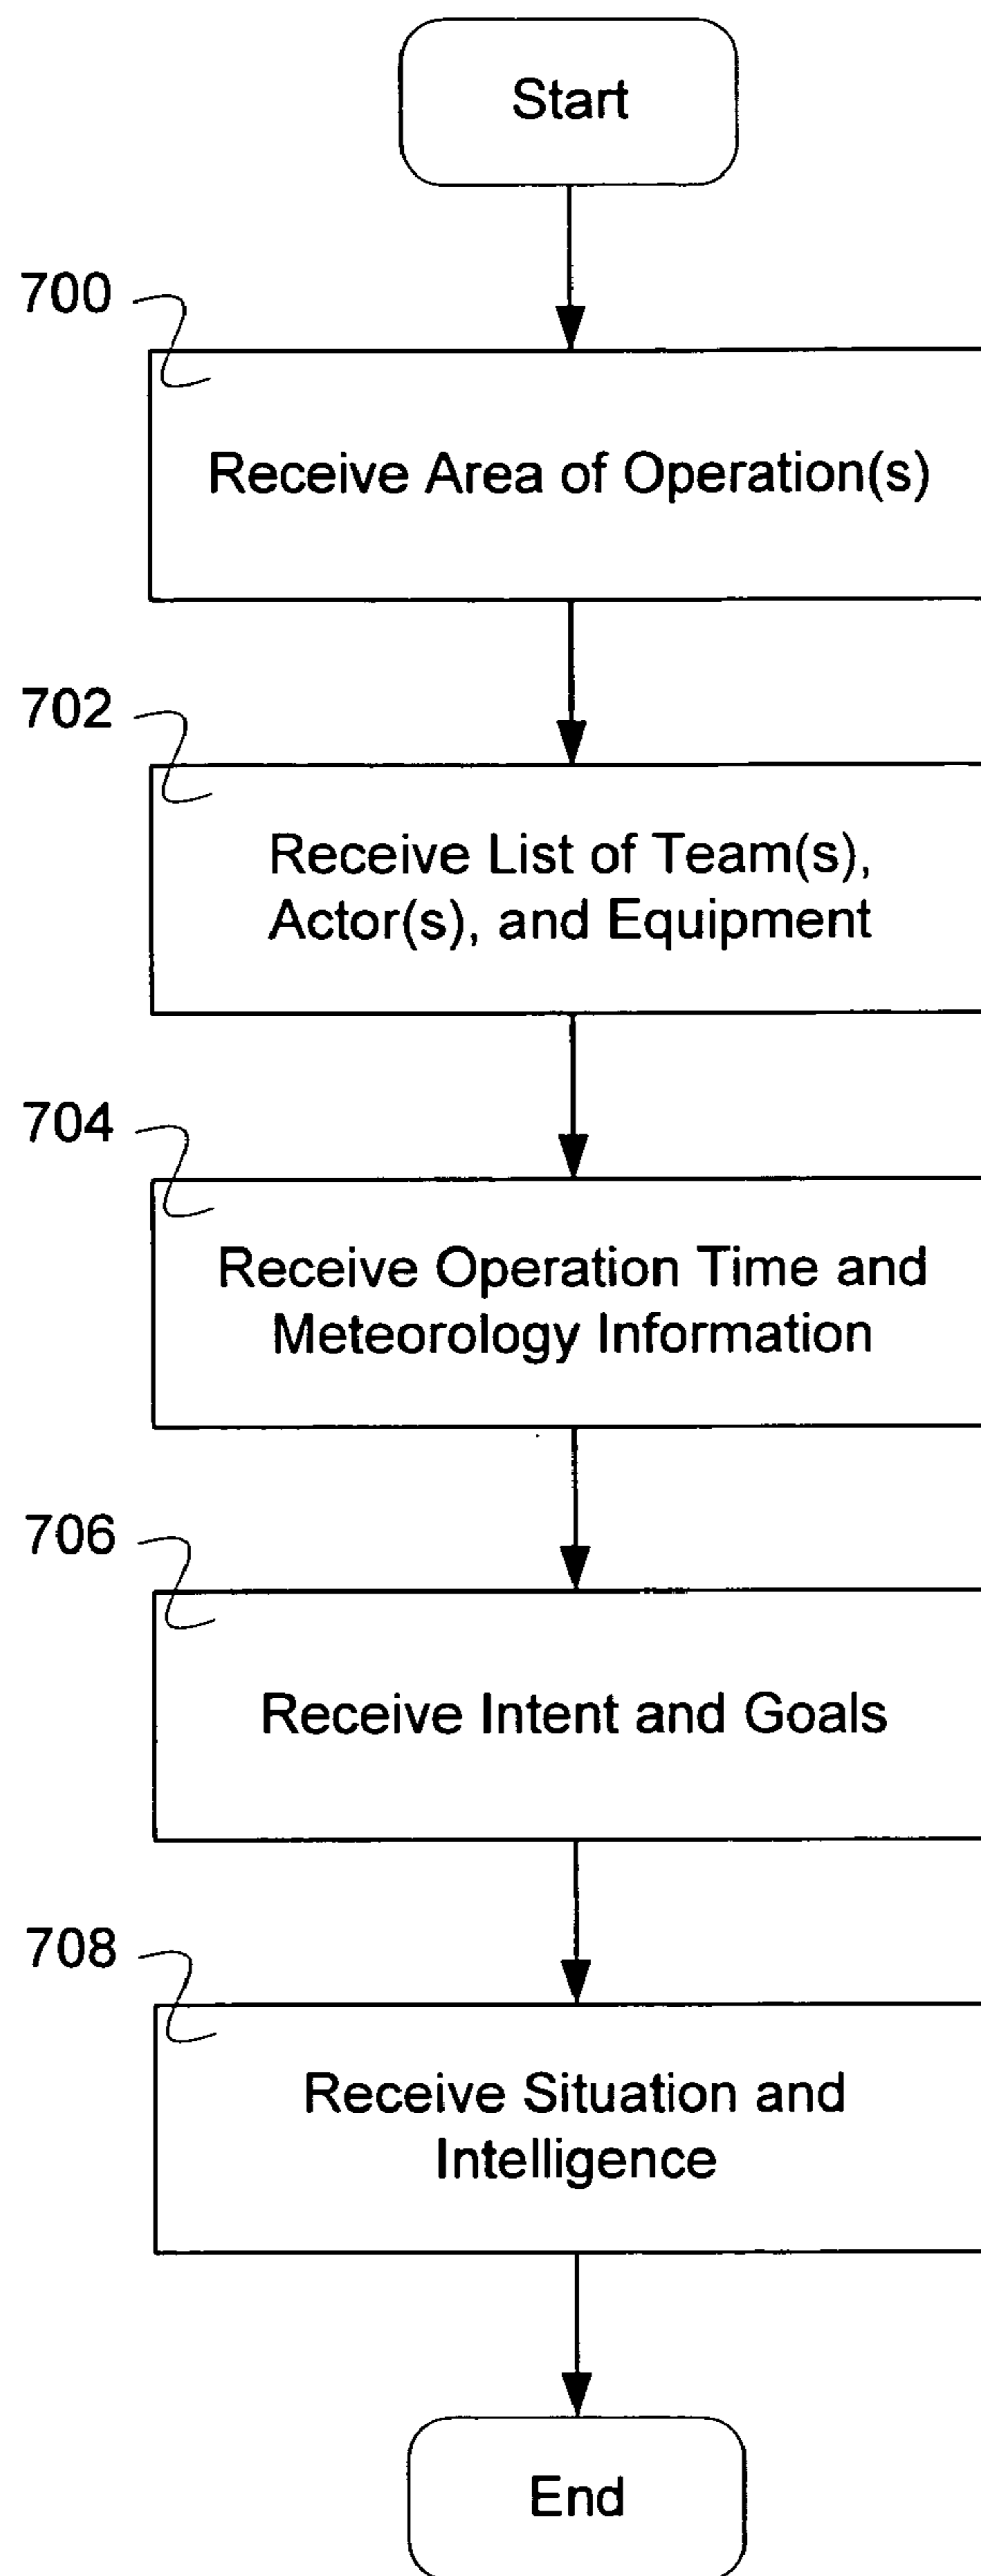 Start
700
Receive Area of Operation(s)
702
Receive List of Team(s),
Actor(s), and Equipment
704
Receive Operation Time and
Meteorology Information
706
Receive Intent and Goals
708
Receive Situation and
Intelligence
End